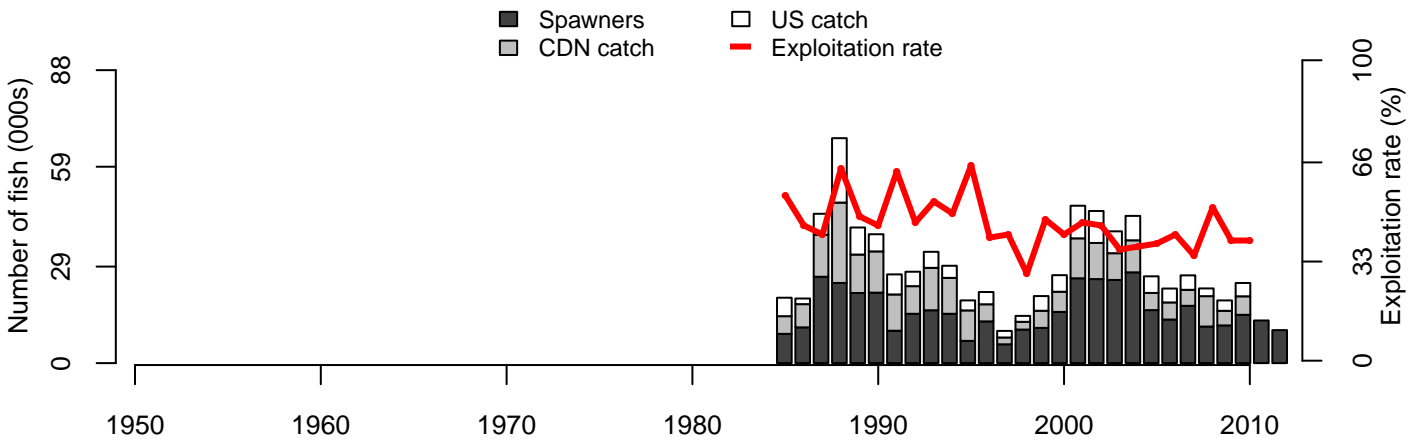 Spawners
US catch
CDN catch
Exploitation rate
Number of fish (000s)
88
59
29
0
100
66
33
0
Exploitation rate (%)
1950
1960
1970
1980
1990
2000
2010